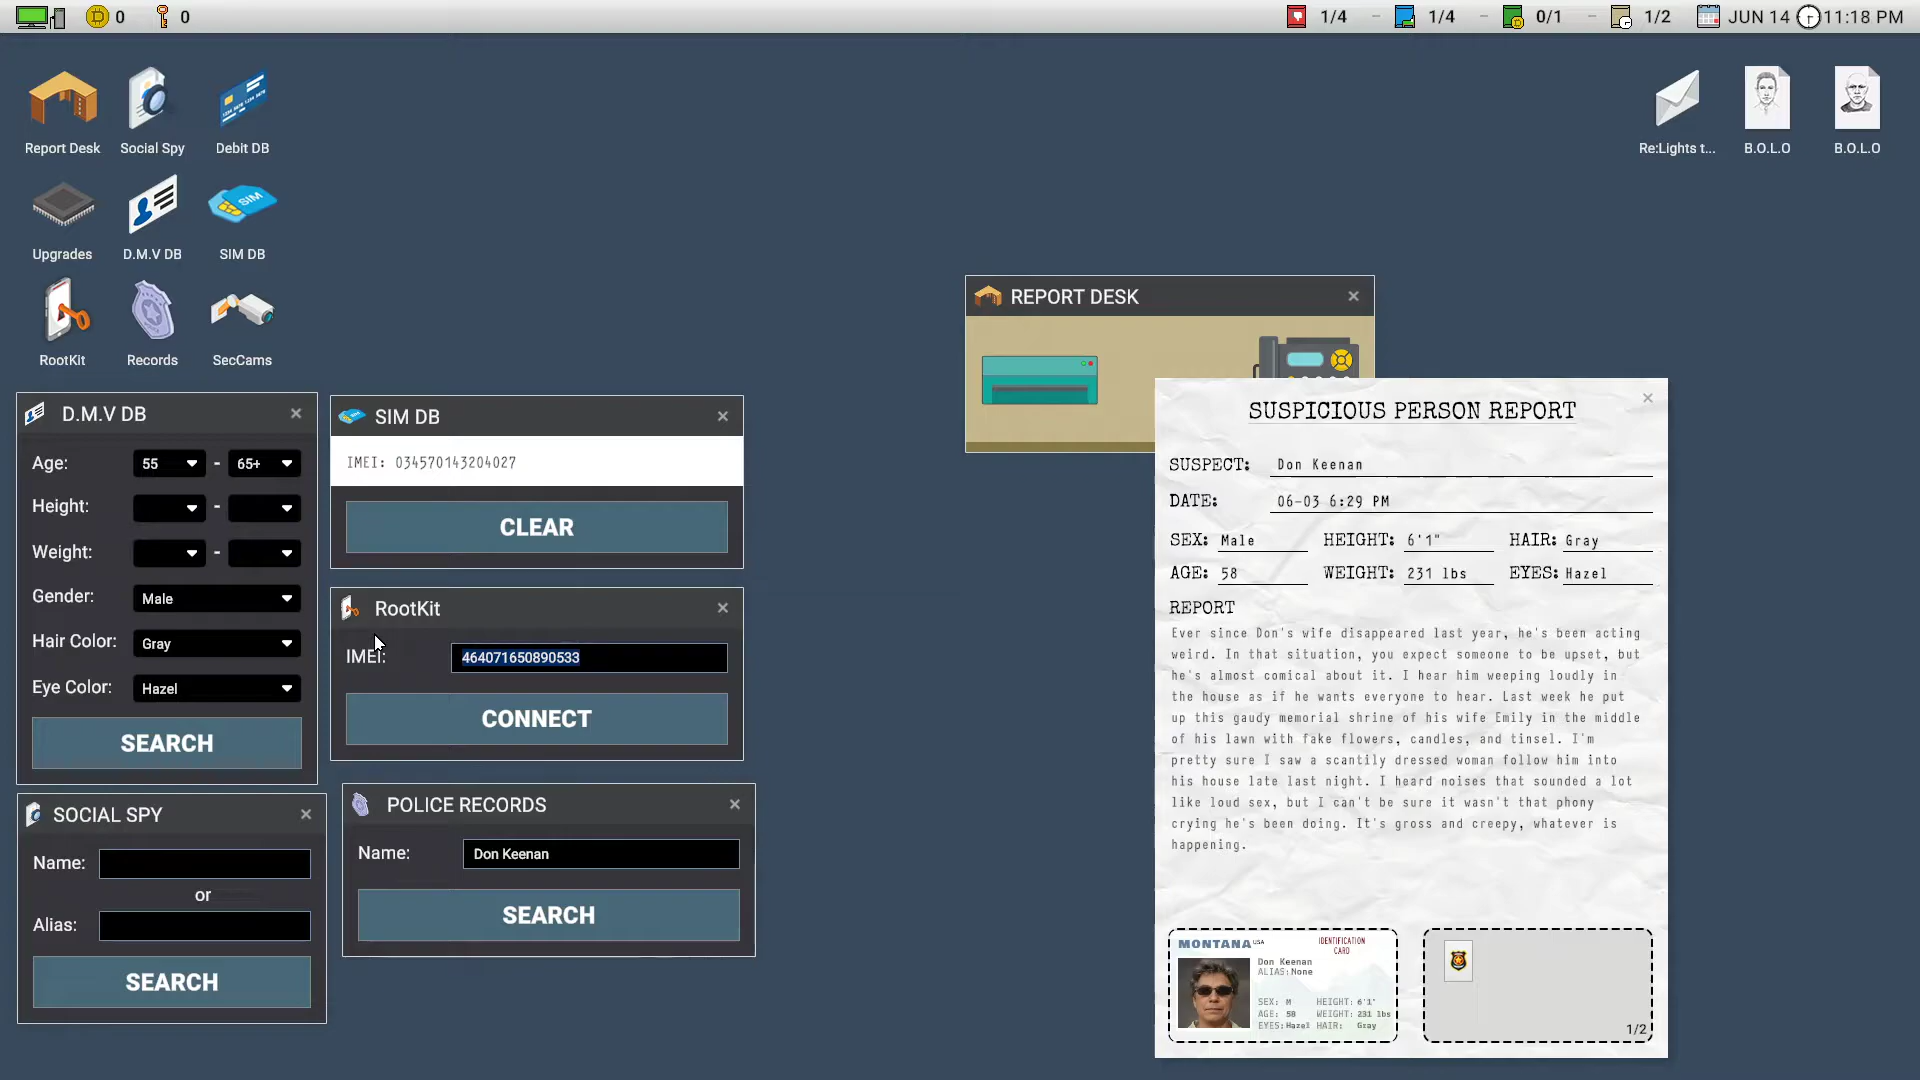 0
0
1/4
1/4
0/1
1/2
JUN 14
11:18 PM
Report Desk
Social Spy
Debit DB
Re:Lights t...
B.O.L.O
B.O.L.O
SIM
Upgrades
D.M.V DB
SIM DB
RootKit
Records
SecCams
REPORT DESK
D.M.V DB
Age:
55
-
65+
Height:
-
Weight:
-
Gender:
Male
Hair Color:
Gray
Eye Color:
Hazel
SEARCH
SIM DB
IMEI: 034570143204027
CLEAR
RootKit
IMEI:
464071650890533
CONNECT
SOCIAL SPY
Name:
or
Alias:
SEARCH
POLICE RECORDS
Name:
Don Keenan
SEARCH
SUSPICIOUS PERSON REPORT
SUSPECT: Don Keenan
DATE: 06-03 6:29 PM
SEX: Male HEIGHT: 6'1" HAIR: Gray
AGE: 58 WEIGHT: 231 lbs EYES: Hazel
REPORT
Ever since Don's wife disappeared last year, he's been acting
weird. In that situation, you expect someone to be upset, but
he's almost comical about it. I hear him weeping loudly in
the house as if he wants everyone to hear. Last week he put
up this gaudy memorial shrine of his wife Emily in the middle
of his lawn with fake flowers, candles, and tinsel. I'm
pretty sure I saw a scantily dressed woman follow him into
his house late last night. I heard noises that sounded a lot
like loud sex, but I can't be sure it wasn't that phony
crying he's been doing. It's gross and creepy, whatever is
happening.
MONTANA USA
IDENTIFICATION
CARD
Don Keenan
ALIAS: None
SEX: M HEIGHT: 6'1"
AGE: 58 WEIGHT: 231 lbs
EYES: Hazel HAIR: Gray
1/2